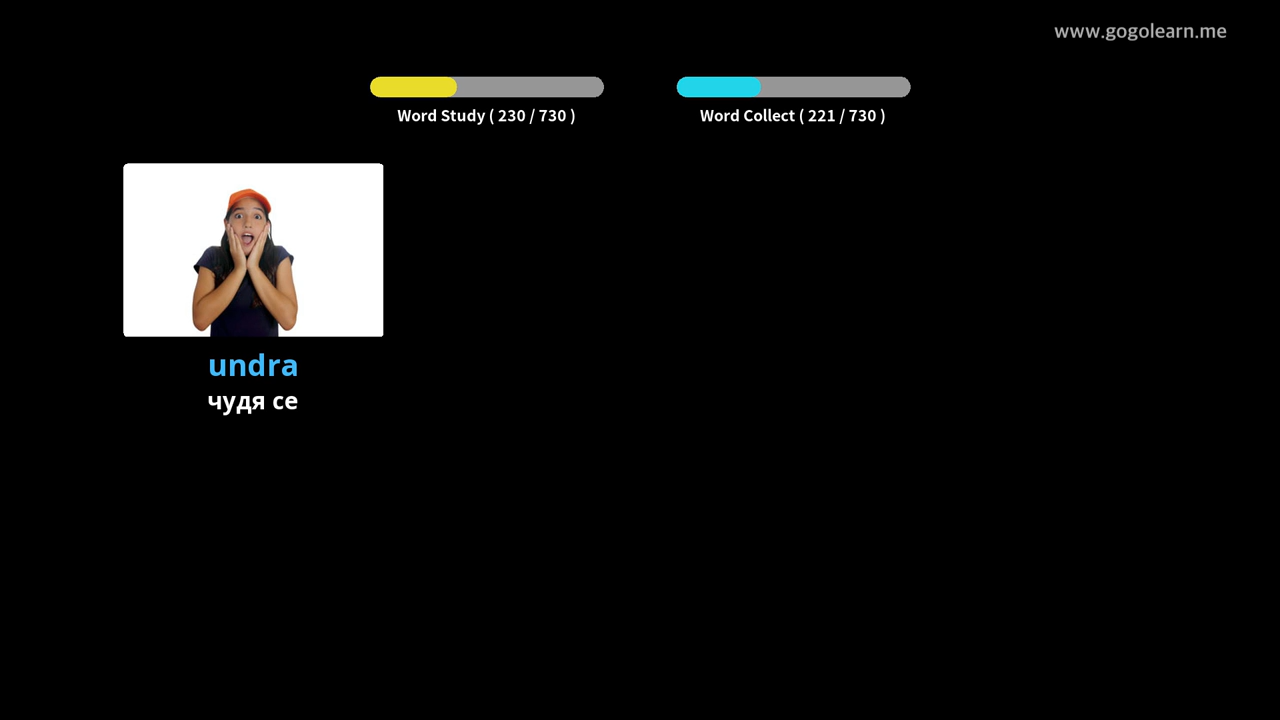 www.gogolearn.me
Word Study ( 230 / 730 )
Word Collect ( 221 / 730 )
undra
чудя се